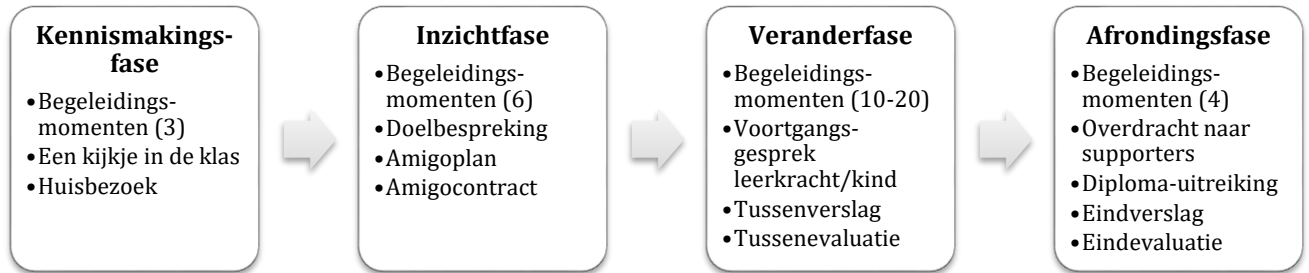 Kennismakings-
fase
•Begeleidings-
momenten (3)
•Een kijkje in de klas
•Huisbezoek
Inzichtfase
•Begeleidings-
momenten (6)
•Doelbespreking
•Amigoplan
•Amigocontract
Veranderfase
•Begeleidings-
momenten (10-20)
•Voortgangs-
gesprek
leerkracht/kind
•Tussenverslag
•Tussenevaluatie
Afrondingsfase
•Begeleidings-
momenten (4)
•Overdracht naar
supporters
•Diploma-uitreiking
•Eindverslag
•Eindevaluatie